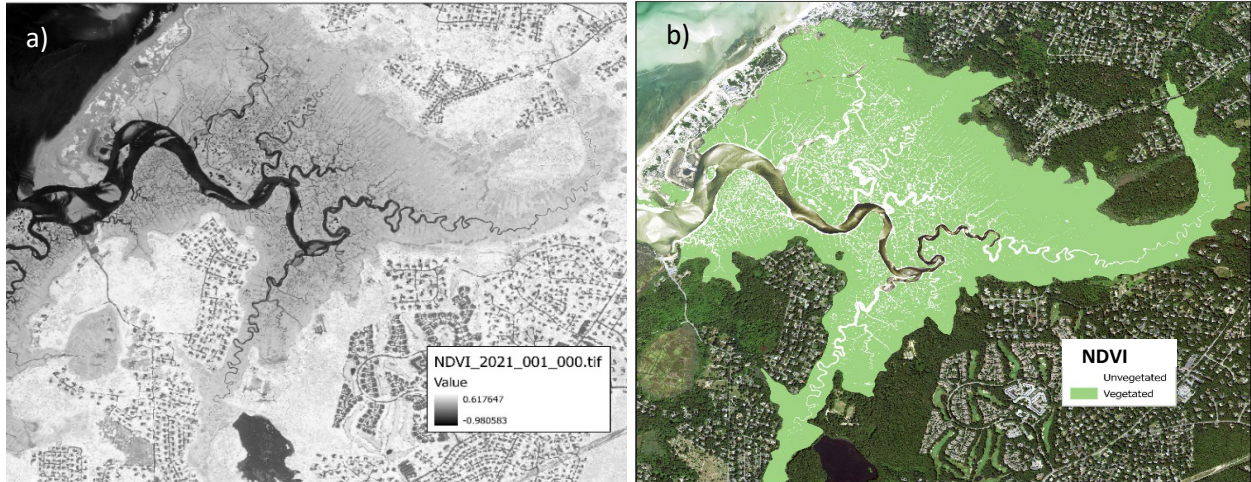 a)
NDVI_2021_001_000.tif
Value
0.617647
-0.980583
b)
NDVI
Unvegetated
Vegetated